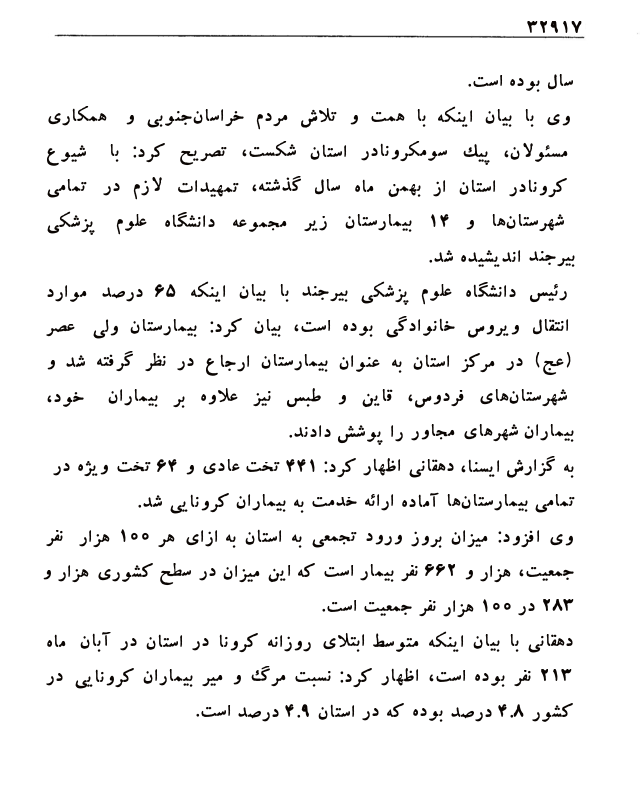 ۳۲۹۱۷
سال بوده است.
وی با بیان اینکه با همت و تلاش مردم خراسان‌جنوبی و همکاری
مسئولان، پیك سوم‌کرونادر استان شکست، تصریح کرد: با شیوع
کرونادر استان از بهمن ماه سال گذشته، تمهیدات لازم در تمامی
شهرستان‌ها و ۱۴ بیمارستان زیر مجموعه دانشگاه علوم پزشکی
بیرجند اندیشیده شد.
رئیس دانشگاه علوم پزشکی بیرجند با بیان اینکه ۶۵ درصد موارد
انتقال ویروس خانوادگی بوده است، بیان کرد: بیمارستان ولی عصر
(عج) در مرکز استان به عنوان بیمارستان ارجاع در نظر گرفته شد و
شهرستان‌های فردوس، قاین و طبس نیز علاوه بر بیماران خود،
بیماران شهرهای مجاور را پوشش دادند.
به گزارش ایسنا، دهقانی اظهار کرد: ۴۴۱ تخت عادی و ۶۴ تخت ویژه در
تمامی بیمارستان‌ها آماده ارائه خدمت به بیماران کرونایی شد.
وی افزود: میزان بروز ورود تجمعی به استان به ازای هر ۱۰۰ هزار نفر
جمعیت، هزار و ۶۶۲ نفر بیمار است که این میزان در سطح کشوری هزار و
۲۸۳ در ۱۰۰ هزار نفر جمعیت است.
دهقانی با بیان اینکه متوسط ابتلای روزانه کرونا در استان در آبان ماه
۲۱۳ نفر بوده است، اظهار کرد: نسبت مرگ و میر بیماران کرونایی در
کشور ۴.۸ درصد بوده که در استان ۴.۹ درصد است.